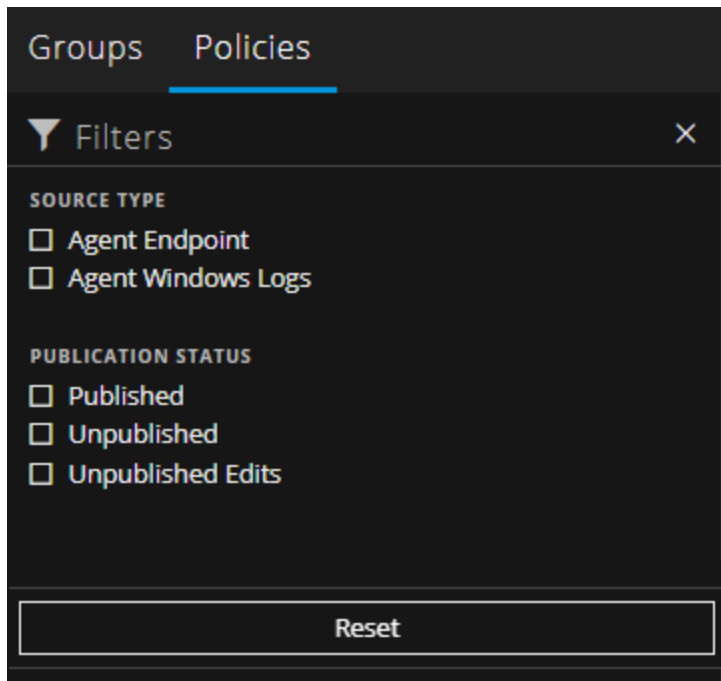 Groups Policies
Filters
SOURCE TYPE
Agent Endpoint
Agent Windows Logs
PUBLICATION STATUS
Published
Unpublished
Unpublished Edits
Reset